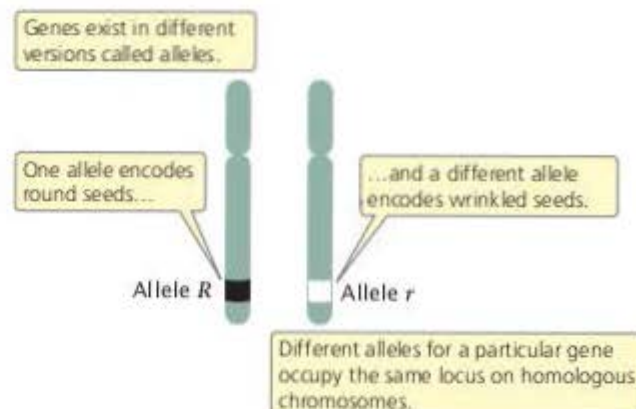 Genes exist in different
versions called alleles.
One allele encodes
round seeds...
...and a different allele
encodes wrinkled seeds.
Allele R
Allele r
Different alleles for a particular gene
occupy the same locus on homologous
chromosomes.